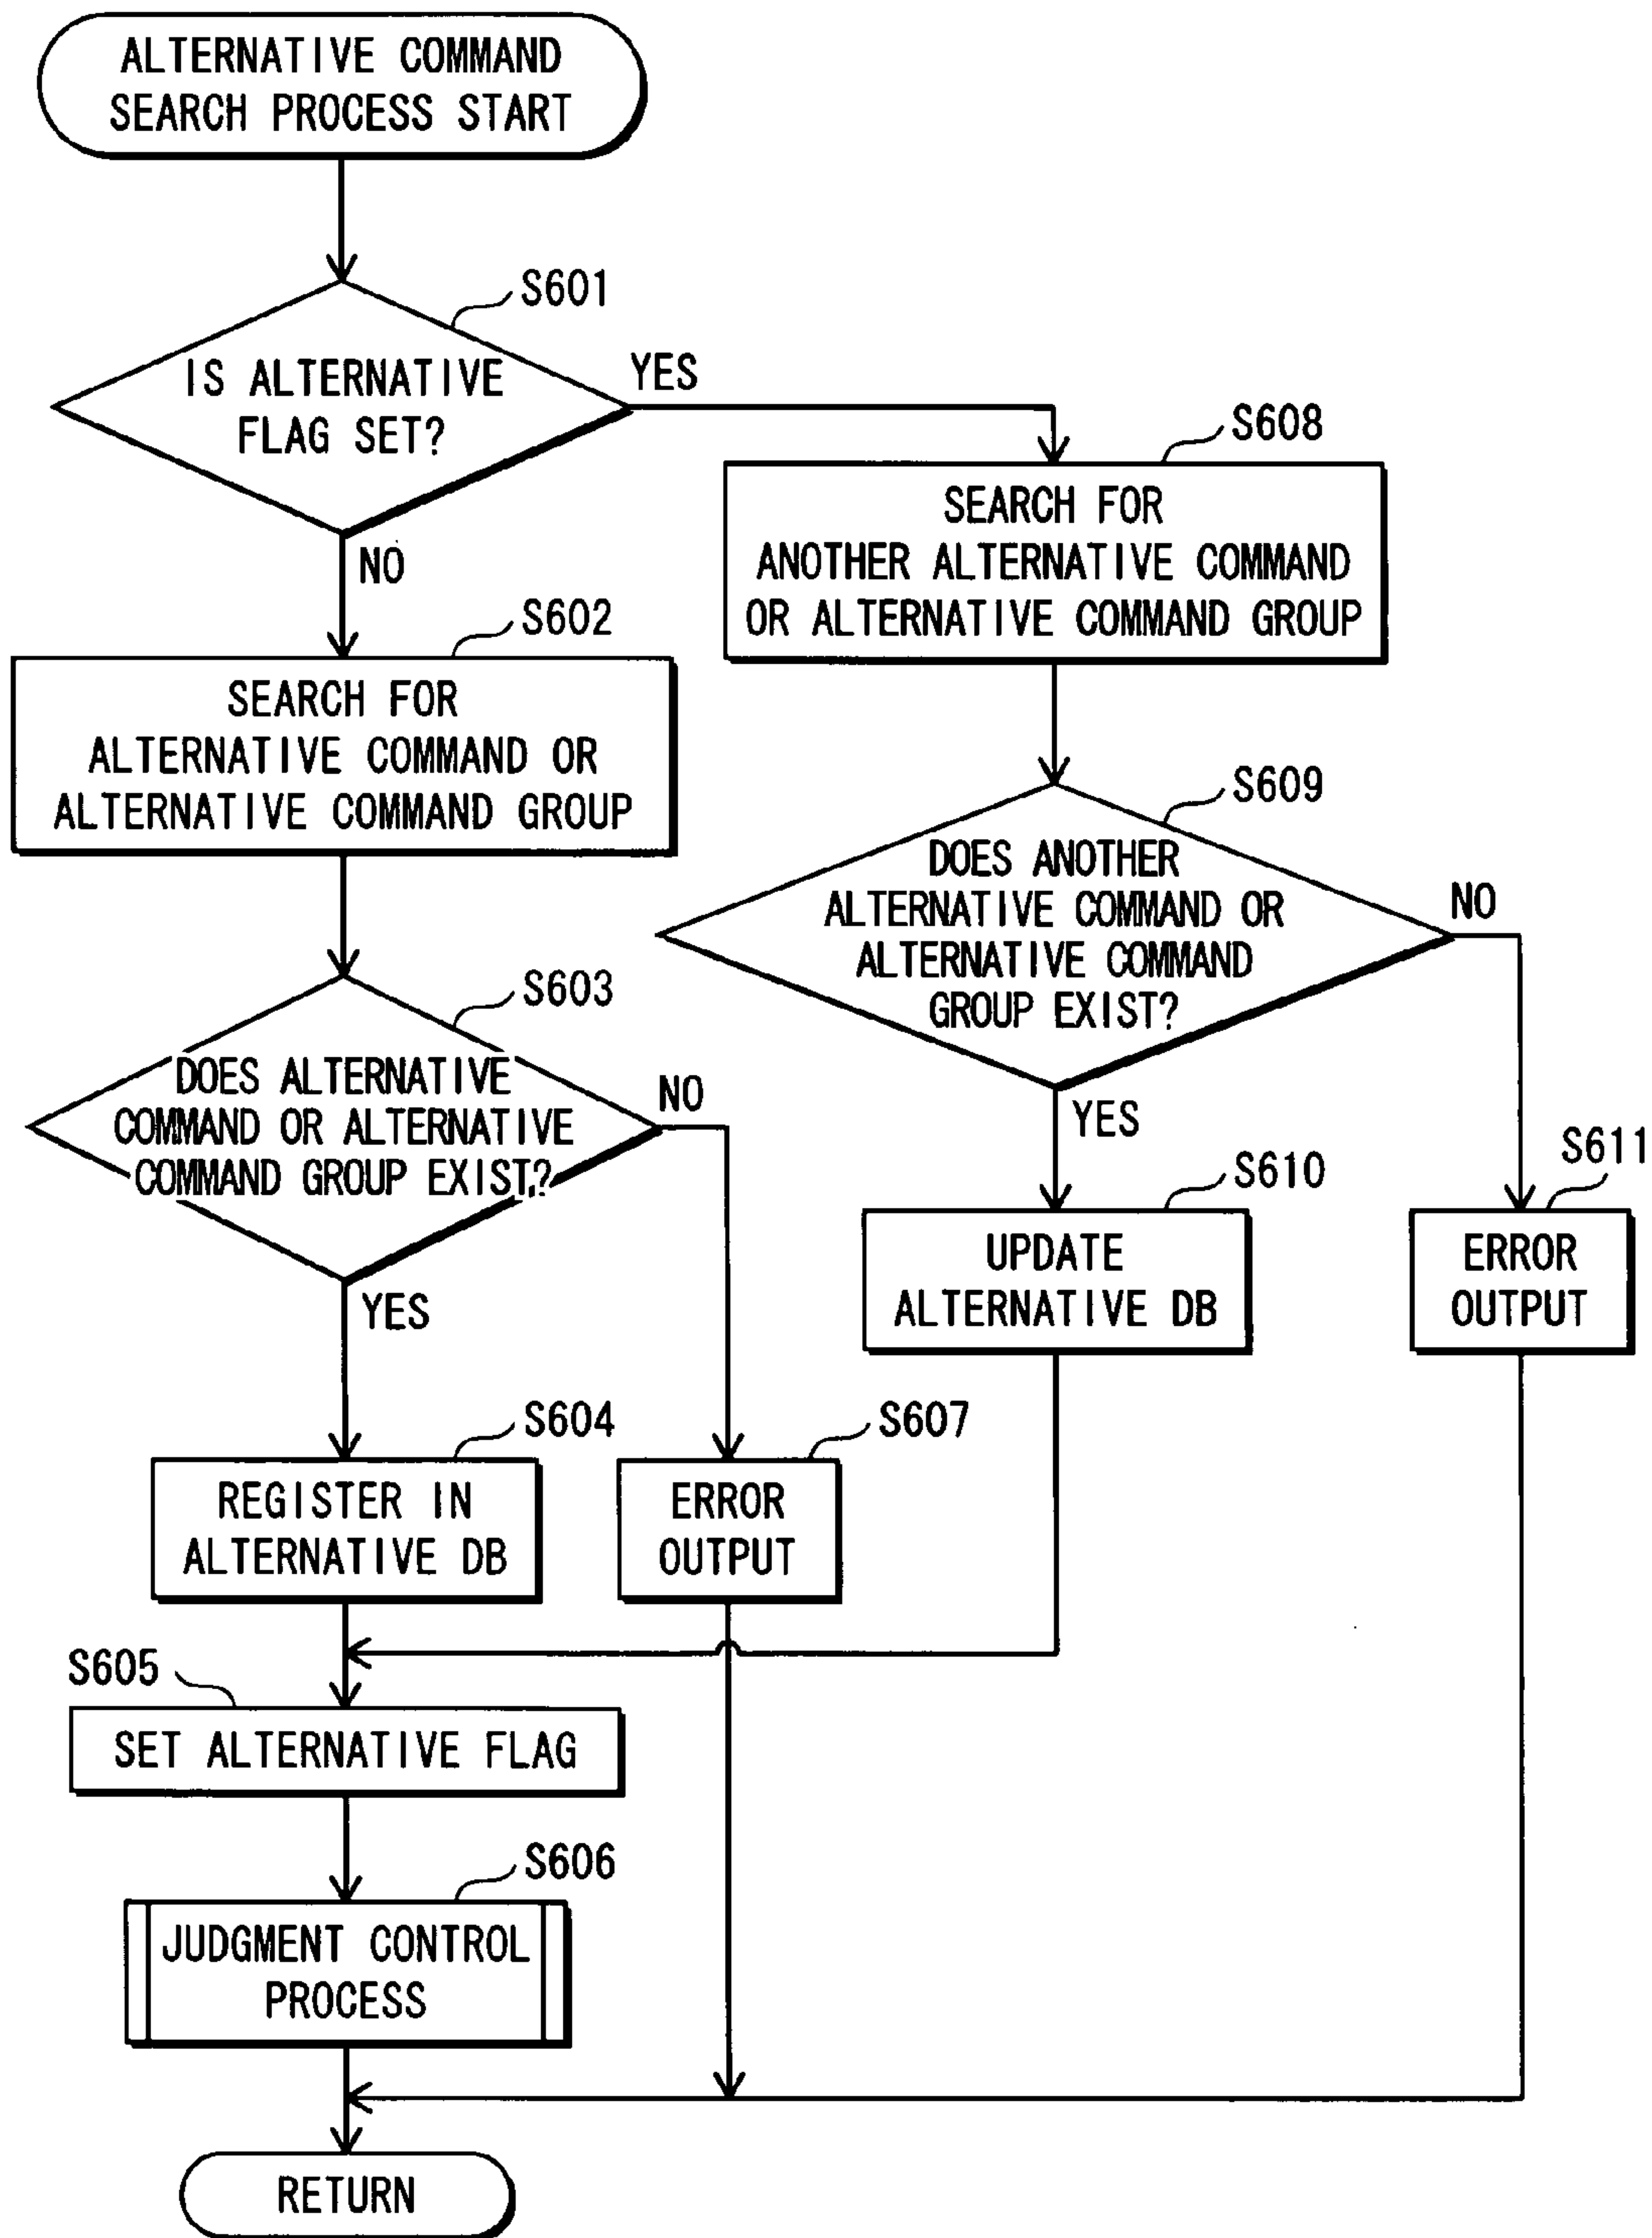 ALTERNATIVE COMMAND
SEARCH PROCESS START
S601
IS ALTERNATIVE
FLAG SET?
YES
NO
S602
SEARCH FOR
ALTERNATIVE COMMAND OR
ALTERNATIVE COMMAND GROUP
S603
DOES ALTERNATIVE
COMMAND OR ALTERNATIVE
COMMAND GROUP EXIST?
NO
YES
S604
REGISTER IN
ALTERNATIVE DB
S607
ERROR
OUTPUT
S605
SET ALTERNATIVE FLAG
S606
JUDGMENT CONTROL
PROCESS
RETURN
S608
SEARCH FOR
ANOTHER ALTERNATIVE COMMAND
OR ALTERNATIVE COMMAND GROUP
S609
DOES ANOTHER
ALTERNATIVE COMMAND OR
ALTERNATIVE COMMAND
GROUP EXIST?
NO
YES
S610
UPDATE
ALTERNATIVE DB
S611
ERROR
OUTPUT